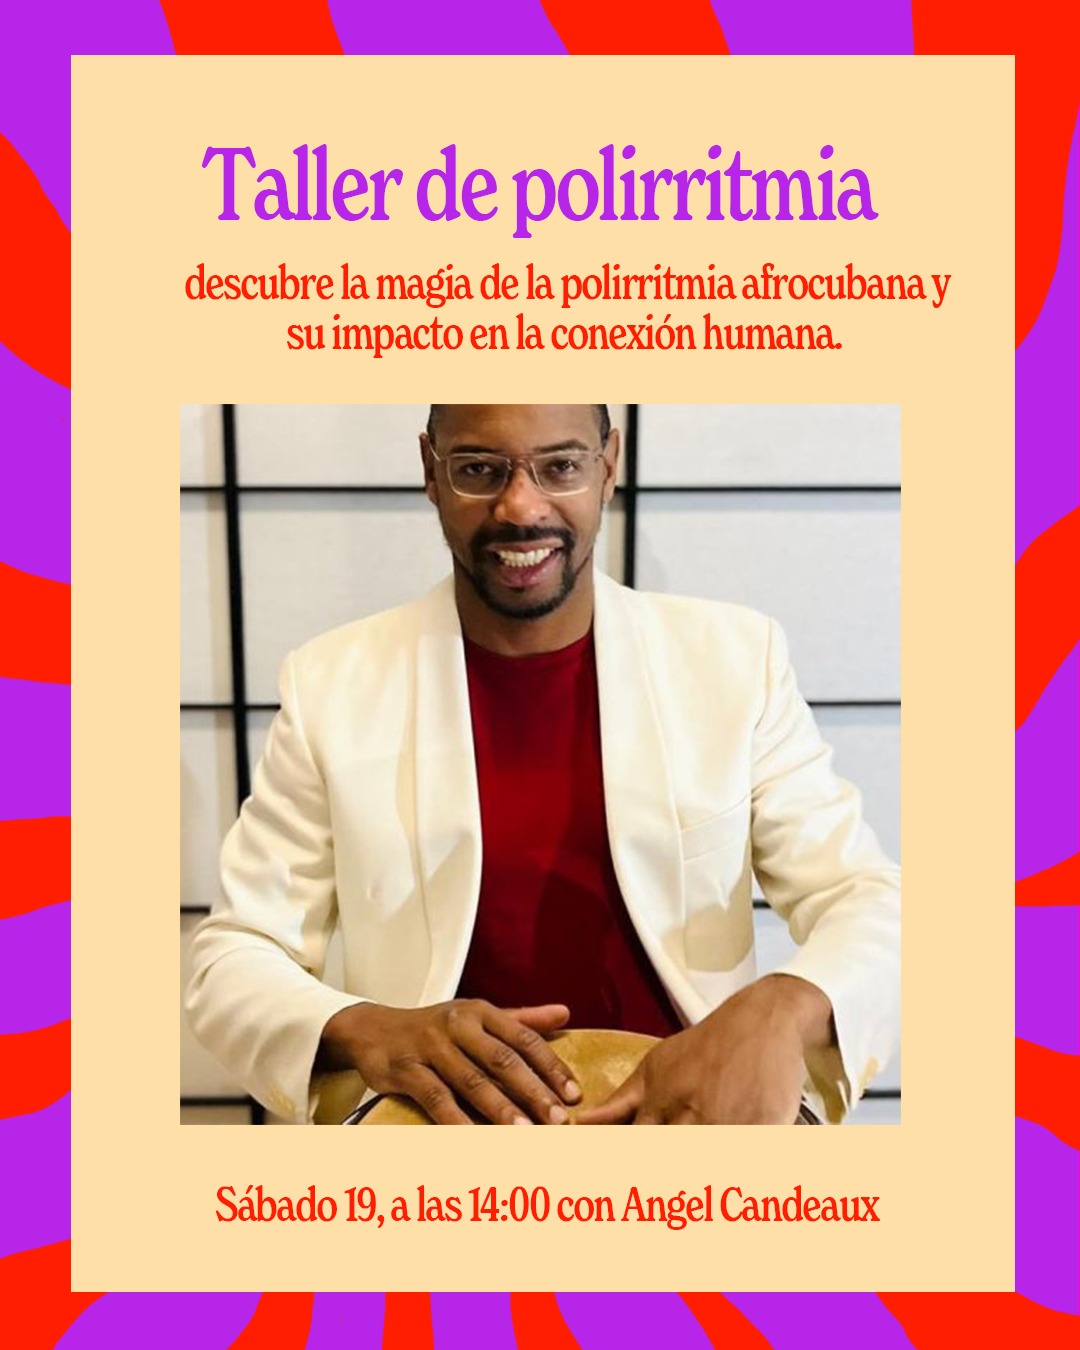 Taller de polirritmia
descubre la magia de la polirritmia afrocubana y
su impacto en la conexión humana.
Sábado 19, a las 14:00 con Angel Candeaux